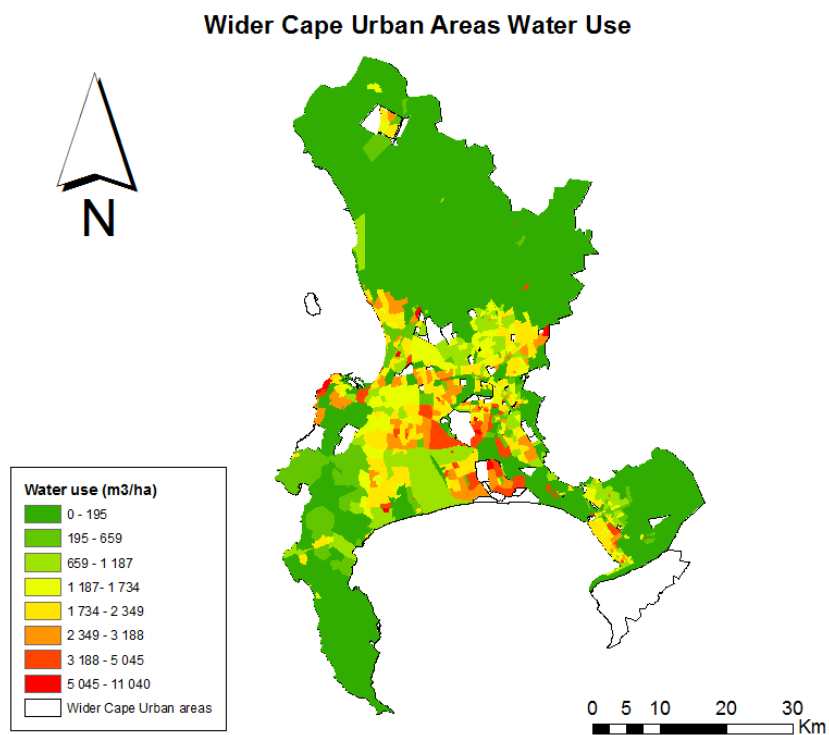 Wider Cape Urban Areas Water Use
N
Water use (m3/ha)
0 - 195
195 - 659
659 - 1 187
1 187- 1 734
1 734 - 2 349
2 349 - 3 188
3 188 - 5 045
5 045 - 11 040
Wider Cape Urban areas
0 5 10 20 30
Km